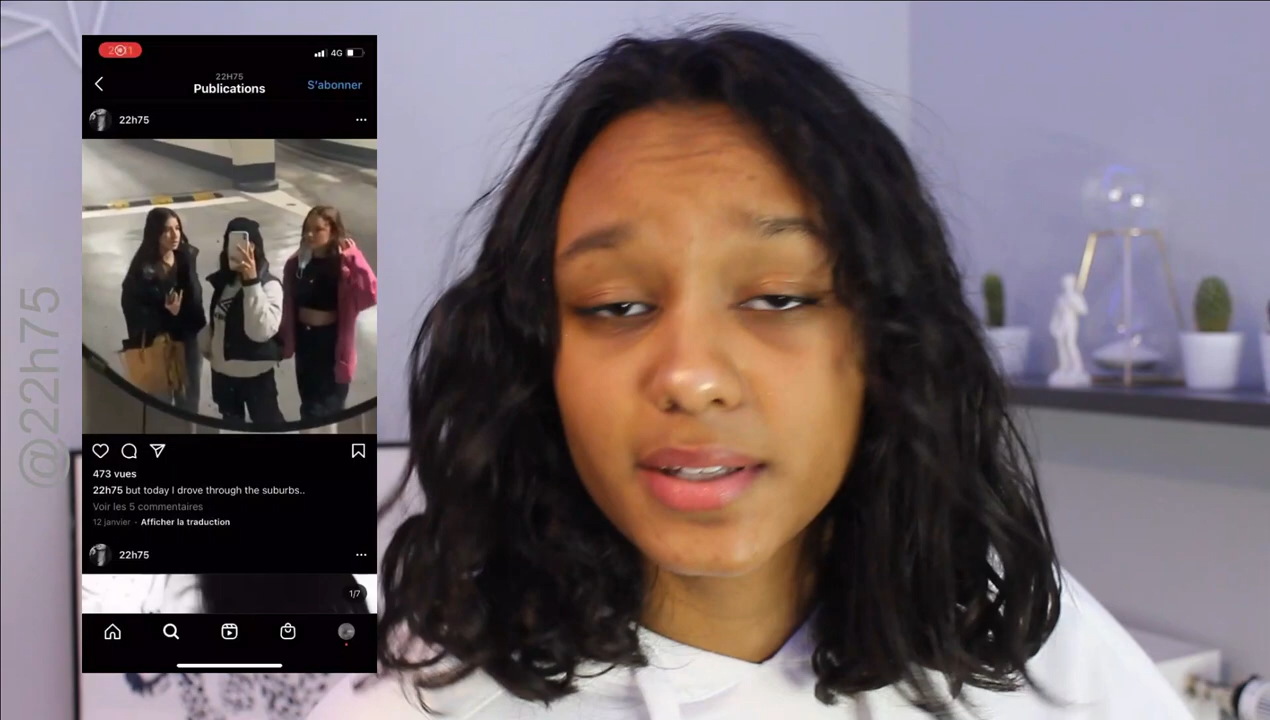 @22h75
4G
22H75
Publications
S'abonner
22h75
473 vues
22h75 but today I drove through the suburbs..
Voir les 5 commentaires
12 janvier · Afficher la traduction
22h75
1/7